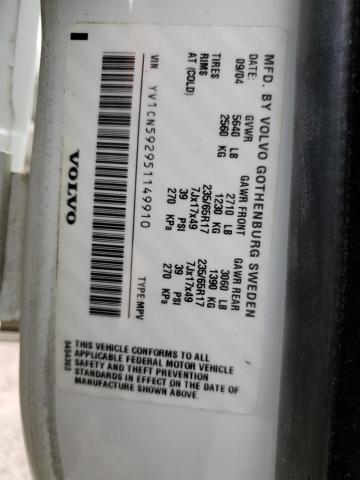 MFD. BY VOLVO GOTHENBURG SWEDEN
DATE GVWR GAWR FRONT GAWR REAR
09/04 5640 LB 2710 LB 3060 LB
2560 KG 1230 KG 1390 KG
TIRES 235/65R17 235/65R17
RIMS 7Jx17x49 7Jx17x49
AT (COLD) 39 PSI 39 PSI
270 KPa 270 KPa
VIN YV1CN592951149910 TYPE:MPV
VOLVO
THIS VEHICLE CONFORMS TO ALL
APPLICABLE FEDERAL MOTOR VEHICLE
SAFETY AND THEFT PREVENTION
STANDARDS IN EFFECT ON THE DATE OF
MANUFACTURE SHOWN ABOVE.